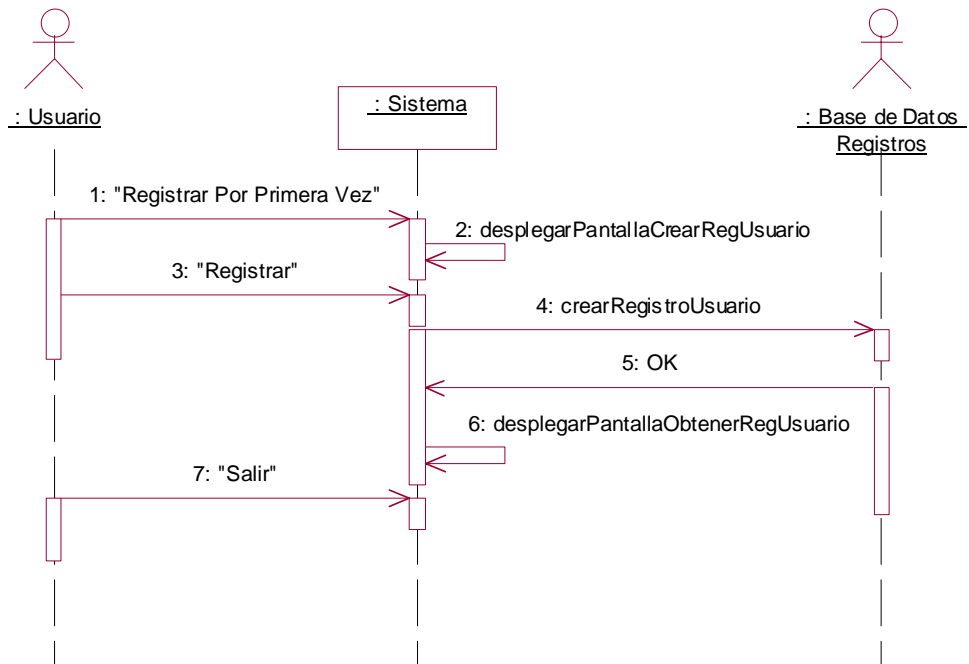 : Usuario
: Sistema
: Base de Datos
Registros
1: "Registrar Por Primera Vez"
2: desplegarPantallaCrearRegUsuario
3: "Registrar"
4: crearRegistroUsuario
5: OK
6: desplegarPantallaObtenerRegUsuario
7: "Salir"